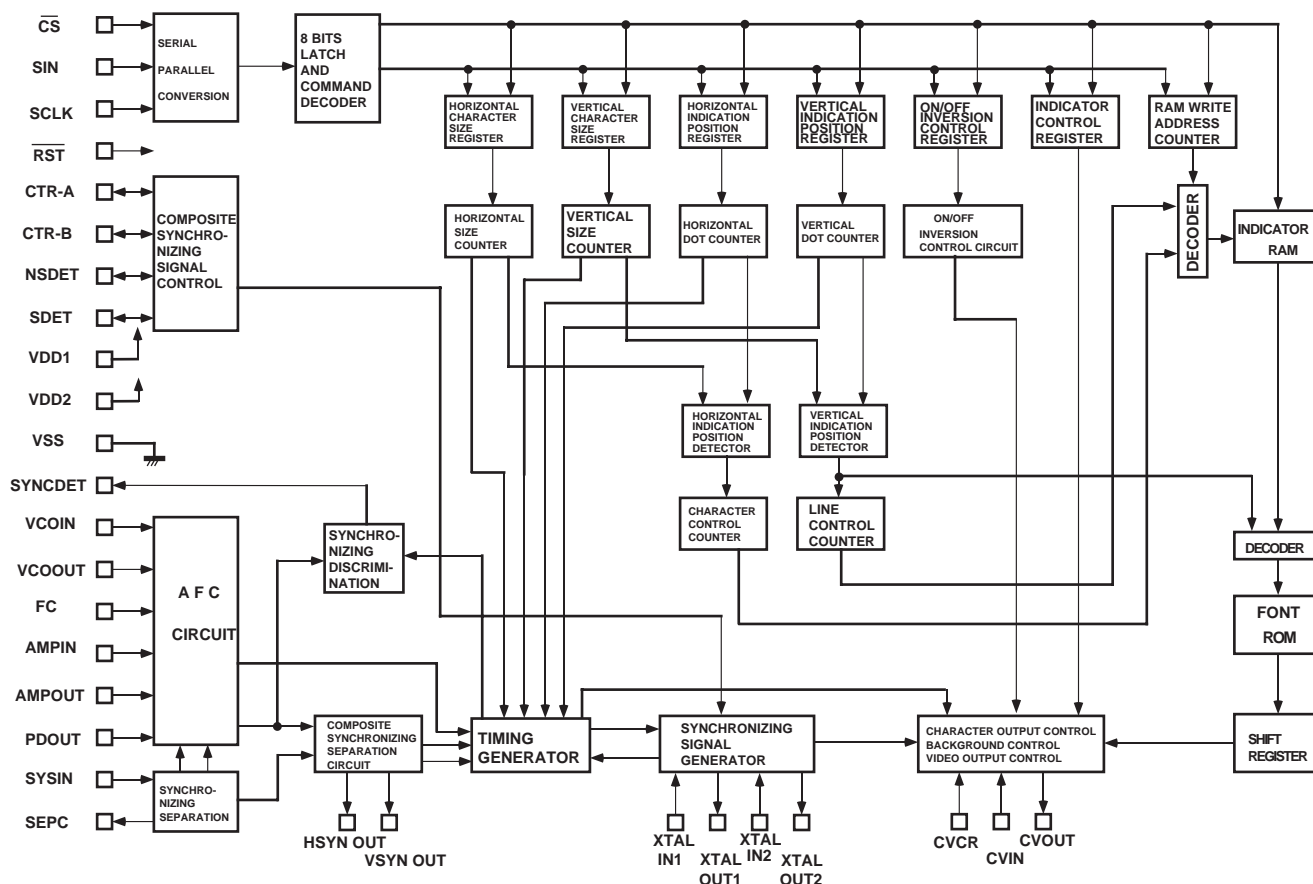 CS
SIN
SCLK
RST
CTR-A
CTR-B
NSDET
SDET
VDD1
VDD2
VSS
SYNCDET
VCOIN
VCOOUT
FC
AMPIN
AMPOUT
PDOUT
SYSIN
SEPC
SERIAL
PARALLEL
CONVERSION
8 BITS
LATCH
AND
COMMAND
DECODER
HORIZONTAL
CHARACTER
SIZE
REGISTER
VERTICAL
CHARACTER
SIZE
REGISTER
HORIZONTAL
INDICATION
POSITION
REGISTER
VERTICAL
INDICATION
POSITION
REGISTER
ON/OFF
INVERSION
CONTROL
REGISTER
INDICATOR
CONTROL
REGISTER
RAM WRITE
ADDRESS
COUNTER
COMPOSITE
SYNCHRO-
NIZING
SIGNAL
CONTROL
HORIZONTAL
SIZE COUNTER
VERTICAL
SIZE
COUNTER
HORIZONTAL
DOT COUNTER
VERTICAL
DOT COUNTER
ON/OFF
INVERSION
CONTROL CIRCUIT
DECODER
INDICATOR
RAM
HORIZONTAL
INDICATION
POSITION
DETECTOR
VERTICAL
INDICATION
POSITION
DETECTOR
CHARACTER
CONTROL
COUNTER
LINE
CONTROL
COUNTER
SYNCHRO-
NIZING
DISCRIMI-
NATION
DECODER
FONT
ROM
A F C
CIRCUIT
COMPOSITE
SYNCHRONIZING
SEPARATION
CIRCUIT
TIMING
GENERATOR
SYNCHRONIZING
SIGNAL
GENERATOR
CHARACTER OUTPUT CONTROL
BACKGROUND CONTROL
VIDEO OUTPUT CONTROL
SHIFT
REGISTER
SYNCHRO-
NIZING
SEPARATION
HSYN OUT
VSYN OUT
XTAL
IN1
XTAL
OUT1
XTAL
IN2
XTAL
OUT2
CVCR
CVIN
CVOUT